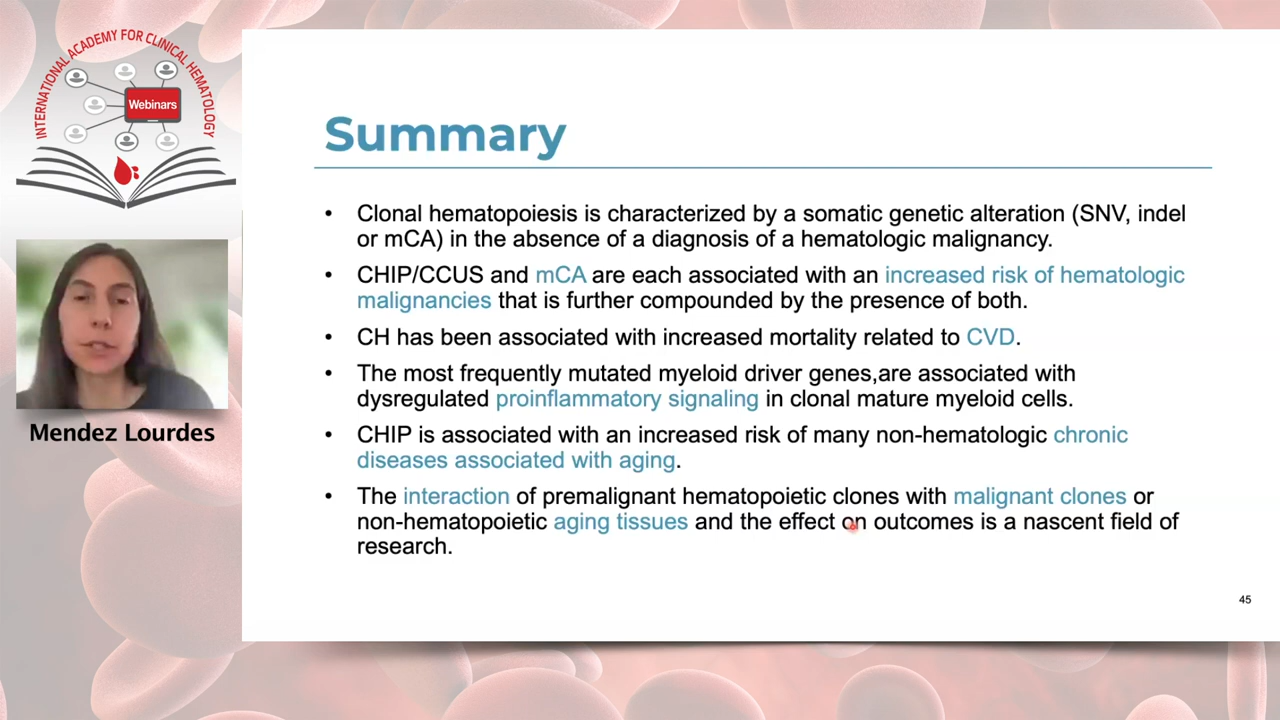 INTERNATIONAL ACADEMY FOR CLINICAL HEMATOLOGY
Webinars
Mendez Lourdes
Summary
• Clonal hematopoiesis is characterized by a somatic genetic alteration (SNV, indel
or mCA) in the absence of a diagnosis of a hematologic malignancy.
• CHIP/CCUS and mCA are each associated with an increased risk of hematologic
malignancies that is further compounded by the presence of both.
• CH has been associated with increased mortality related to CVD.
• The most frequently mutated myeloid driver genes,are associated with
dysregulated proinflammatory signaling in clonal mature myeloid cells.
• CHIP is associated with an increased risk of many non-hematologic chronic
diseases associated with aging.
• The interaction of premalignant hematopoietic clones with malignant clones or
non-hematopoietic aging tissues and the effect on outcomes is a nascent field of
research.
45